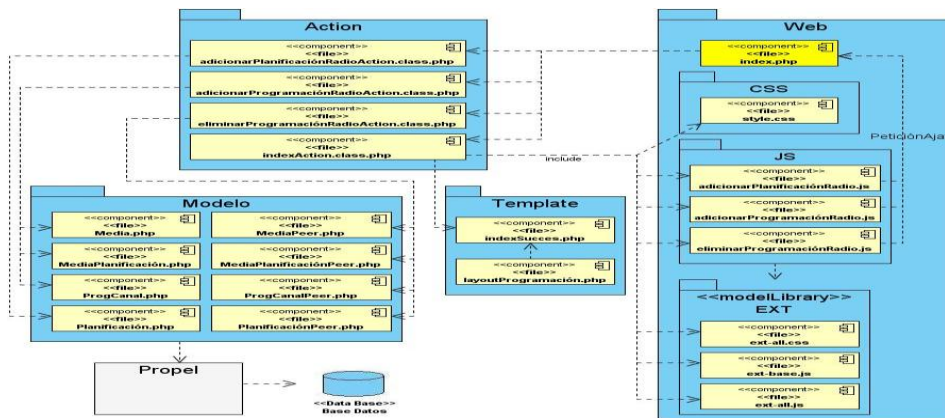 Action
<<component>>
<<file>>
adicionarPlanificaciónRadioAction.class.php
<<component>>
<<file>>
adicionarProgramaciónRadioAction.class.php
<<component>>
<<file>>
eliminarProgramaciónRadioAction.class.php
<<component>>
<<file>>
indexAction.class.php
Web
<<component>>
<<file>>
index.php
CSS
<<component>>
<<file>>
style.css
PeticiónAja
include
JS
<<component>>
<<file>>
adicionarPlanificaciónRadio.js
<<component>>
<<file>>
adicionarProgramaciónRadio.js
<<component>>
<<file>>
eliminarProgramaciónRadio.js
Modelo
<<component>>
<<file>>
Media.php
<<component>>
<<file>>
MediaPeer.php
<<component>>
<<file>>
MediaPlanificación.php
<<component>>
<<file>>
MediaPlanificaciónPeer.php
<<component>>
<<file>>
ProgCanal.php
<<component>>
<<file>>
ProgCanalPeer.php
<<component>>
<<file>>
Planificación.php
<<component>>
<<file>>
PlanificaciónPeer.php
Template
<<component>>
<<file>>
indexSucces.php
<<component>>
<<file>>
layoutProgramación.php
<<modelLibrary>>
EXT
<<component>>
<<file>>
ext-all.css
<<component>>
<<file>>
ext-base.js
<<component>>
<<file>>
ext-all.js
Propel
<<Data Base>>
Base Datos